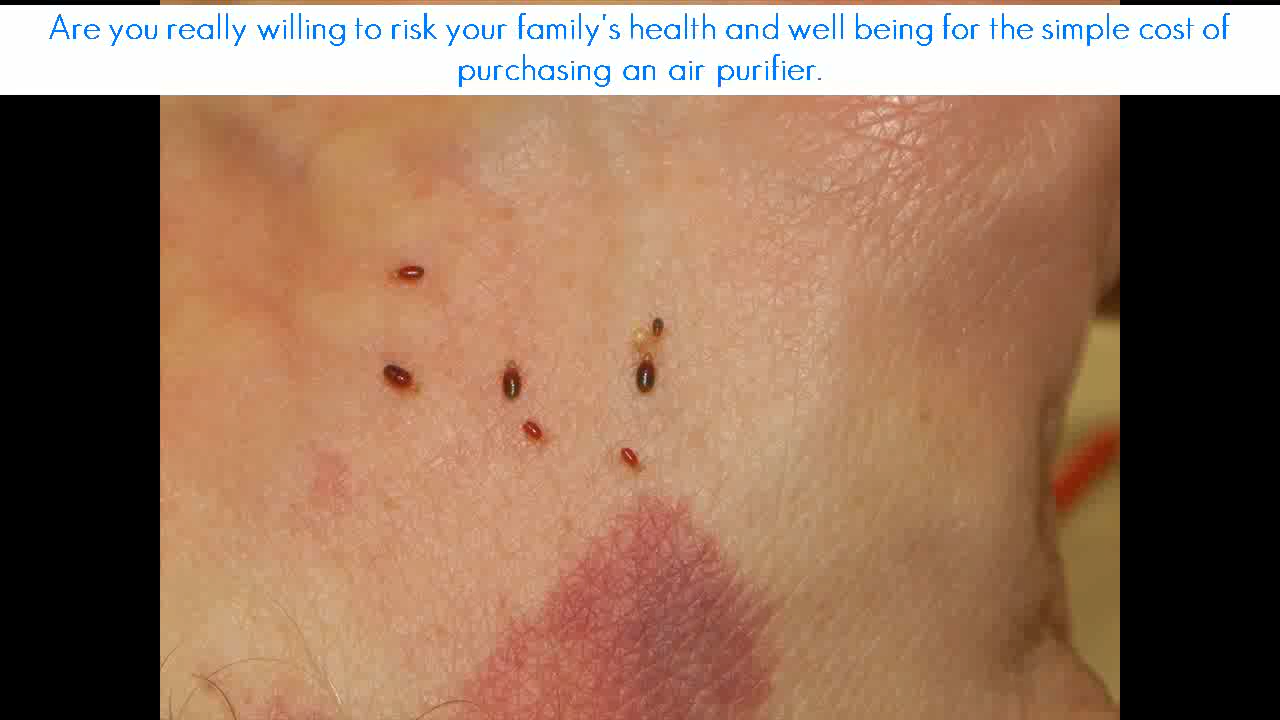 Are you really willing to risk your family's health and well being for the simple cost of
purchasing an air purifier.